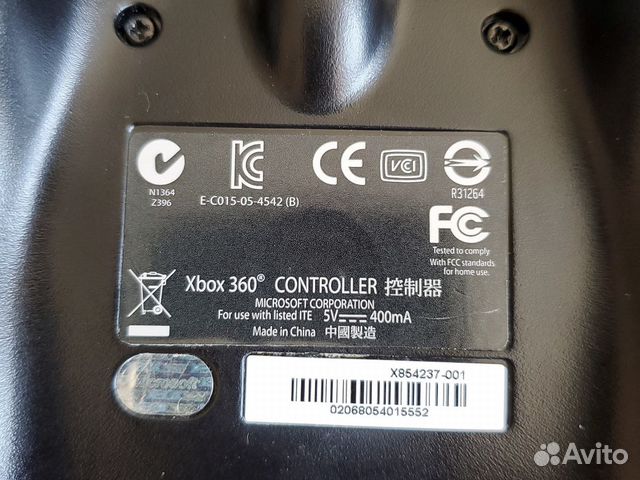 N1364
Z396
E-C015-05-4542 (B)
CE
VCI
R31264
FC
Tested to comply
With FCC standards
for home use.
Xbox 360® CONTROLLER 控制器
MICROSOFT CORPORATION
For use with listed ITE 5V⎓400mA
Made in China 中國製造
Microsoft
X854237-001
02068054015552
Avito